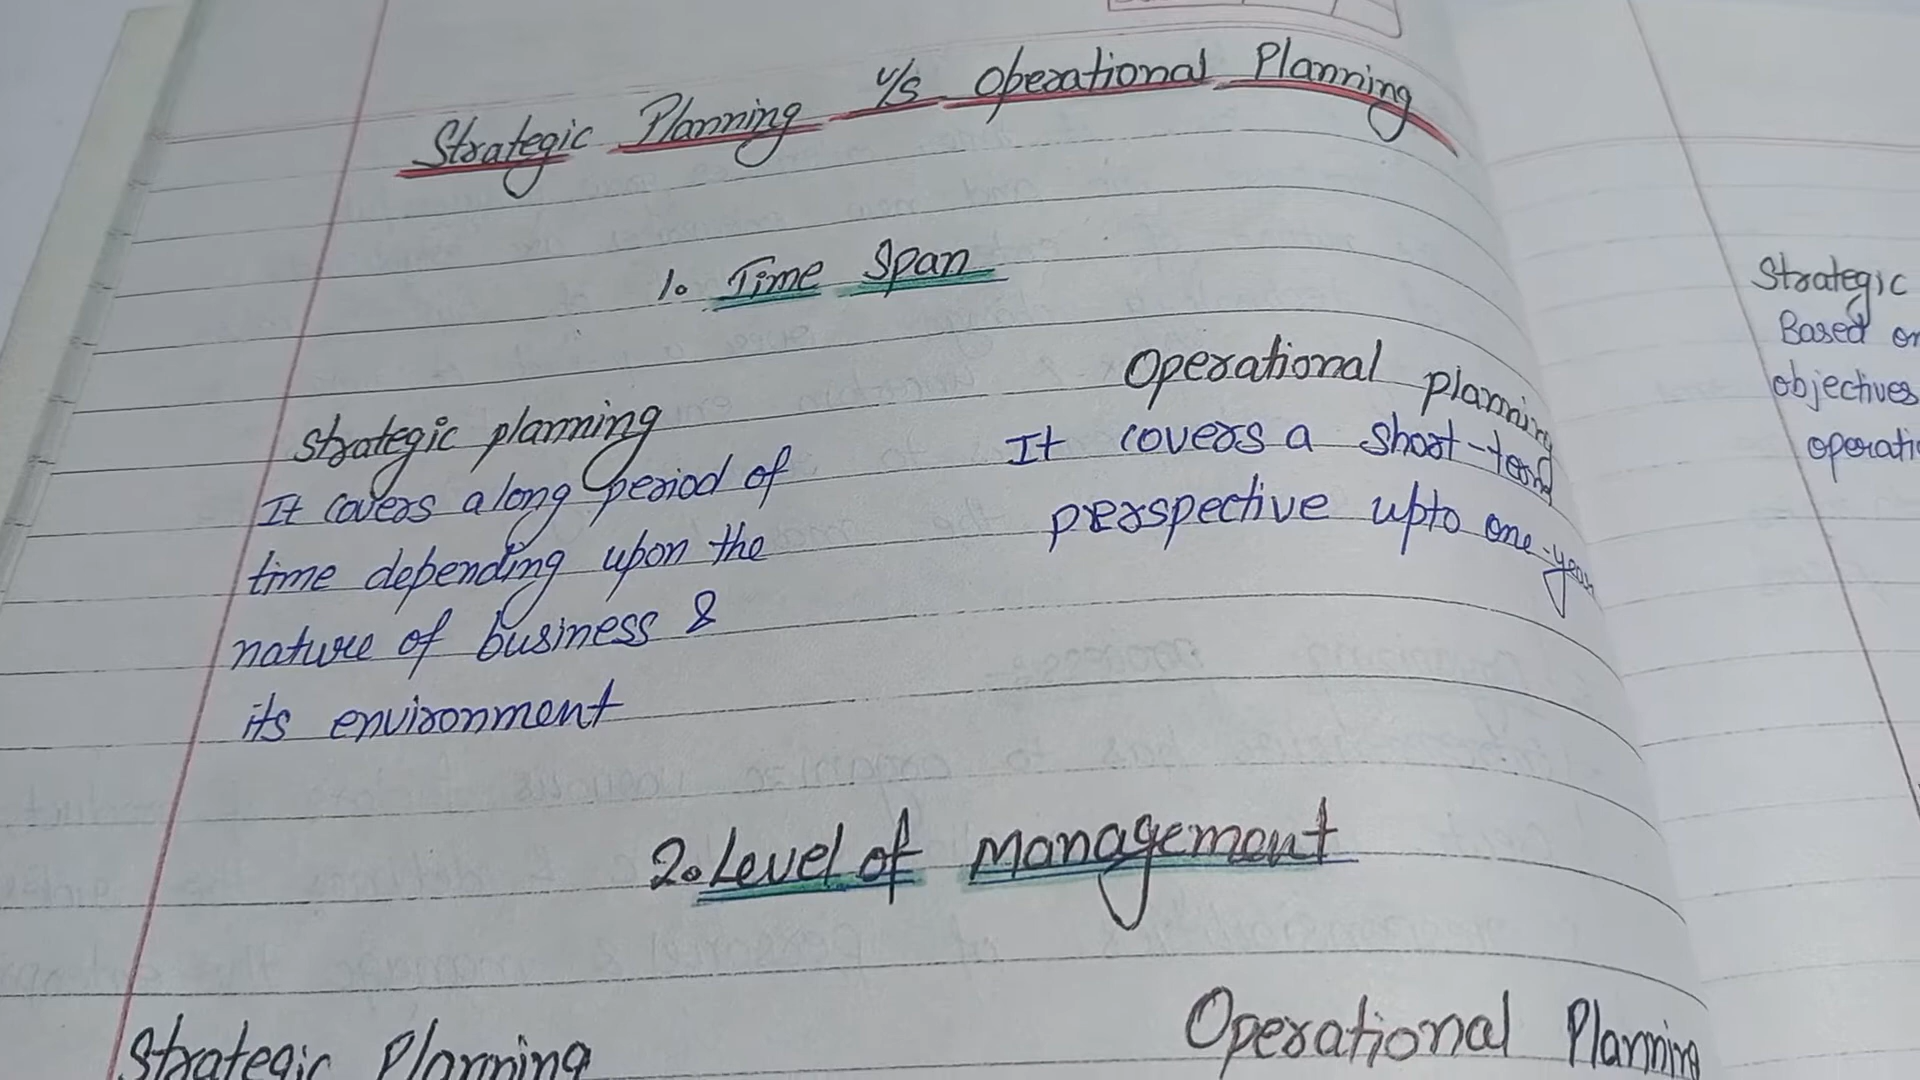 Strategic Planning v/s Operational Planning
1. Time Span
Strategic planning
It covers a long period of
time depending upon the
nature of business &
its environment
Operational planning
It covers a short-term
perspective upto one-year
2. Level of Management
Strategic Planning
Operational Planning
Strategic
Based on
objectives